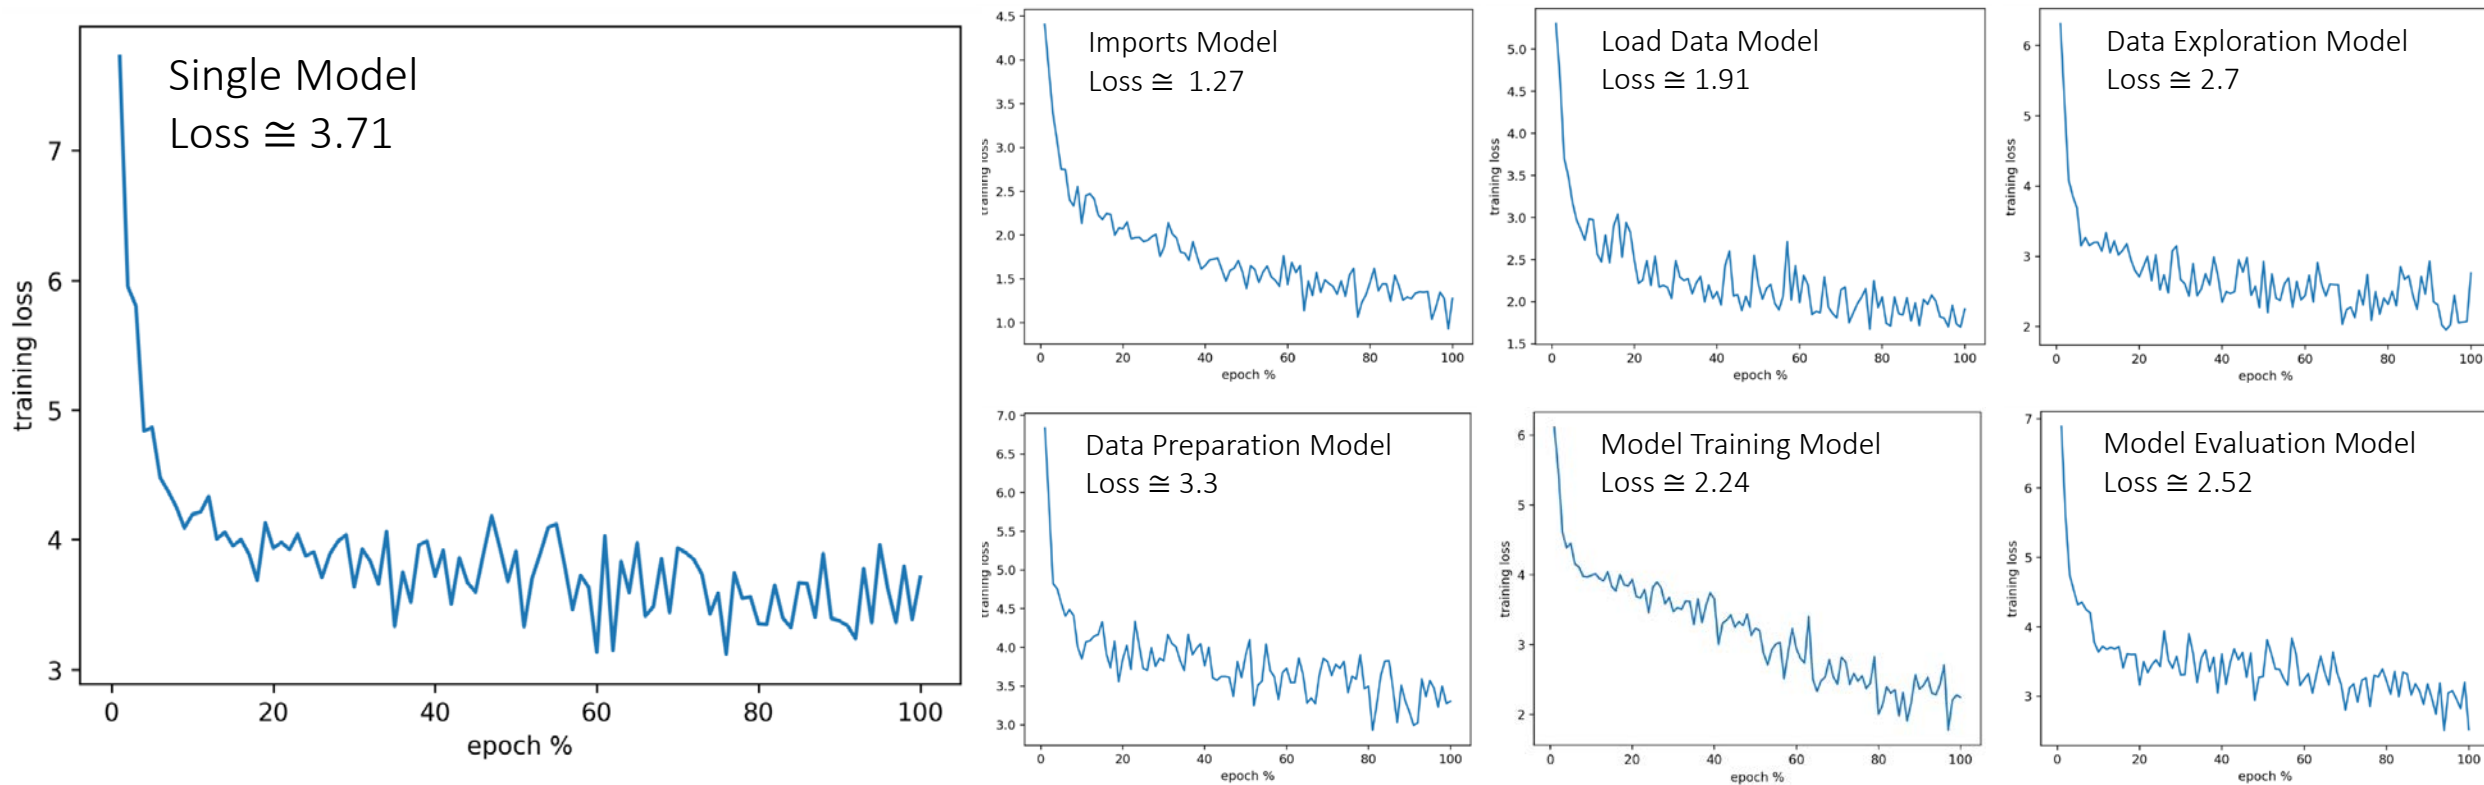 Single Model
Loss ≅ 3.71
7
6
5
4
3
training loss
0 20 40 60 80 100
epoch %
Imports Model
Loss ≅ 1.27
4.5
4.0
3.5
3.0
2.5
2.0
1.5
1.0
training loss
0 20 40 60 80 100
epoch %
Load Data Model
Loss ≅ 1.91
5.0
4.5
4.0
3.5
3.0
2.5
2.0
1.5
training loss
0 20 40 60 80 100
epoch %
Data Exploration Model
Loss ≅ 2.7
6
5
4
3
2
training loss
0 20 40 60 80 100
epoch %
Data Preparation Model
Loss ≅ 3.3
7.0
6.5
6.0
5.5
5.0
4.5
4.0
3.5
3.0
training loss
0 20 40 60 80 100
epoch %
Model Training Model
Loss ≅ 2.24
6
5
4
3
2
training loss
0 20 40 60 80 100
epoch %
Model Evaluation Model
Loss ≅ 2.52
7
6
5
4
3
training loss
0 20 40 60 80 100
epoch %